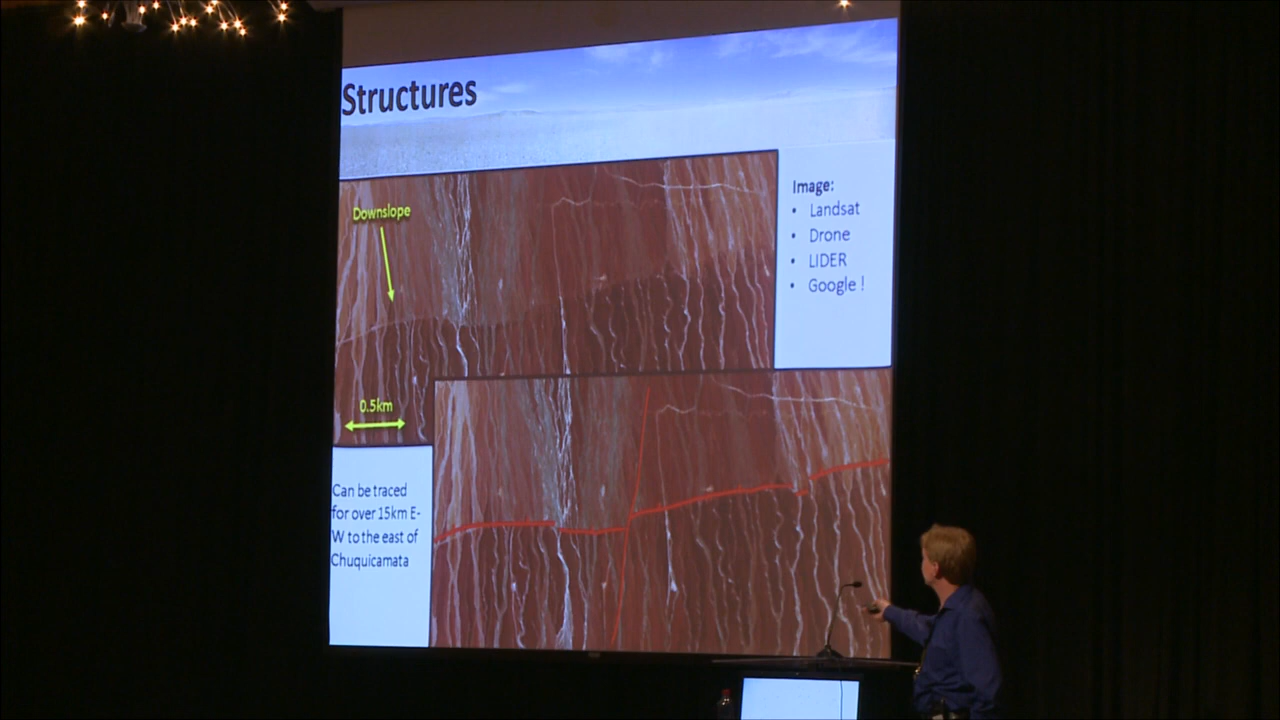 Structures
Downslope
0.5km
Image:
• Landsat
• Drone
• LIDER
• Google !
Can be traced
for over 15km E-
W to the east of
Chuquicamata